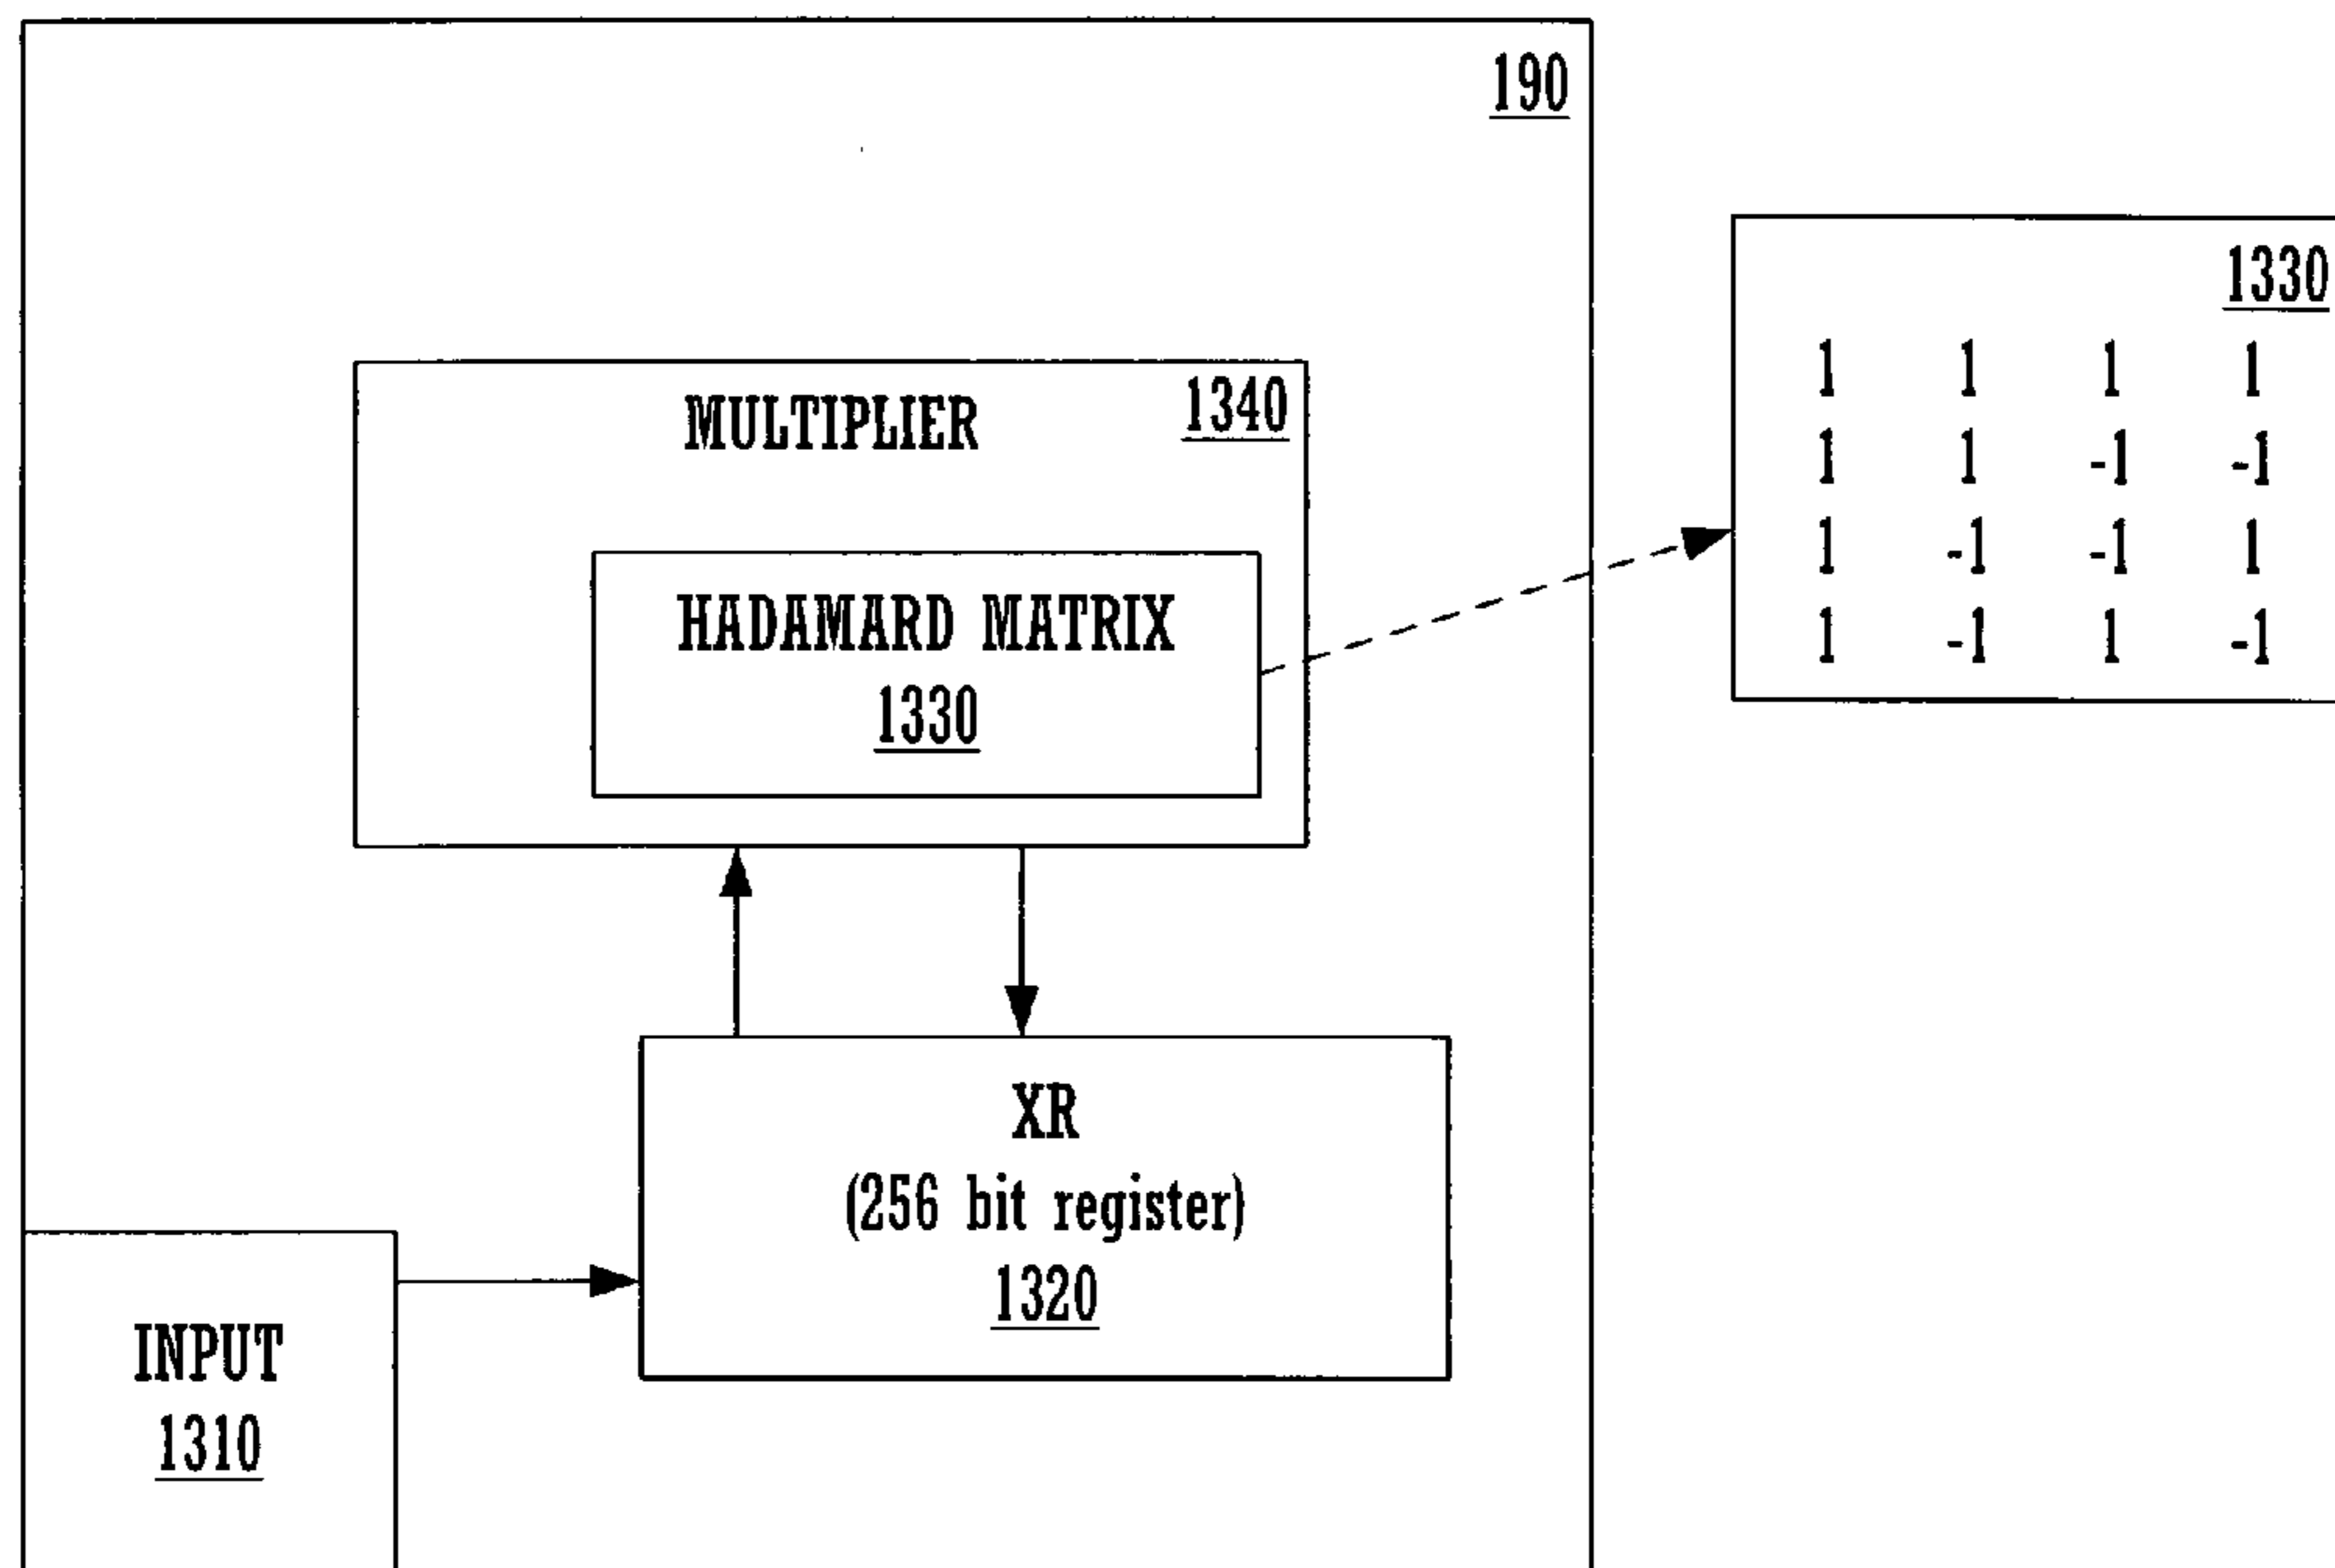 190
1330
1 1 1 1
1 1 -1 -1
1 -1 -1 1
1 -1 1 -1
MULTIPLIER
1340
HADAMARD MATRIX
1330
XR
(256 bit register)
1320
INPUT
1310